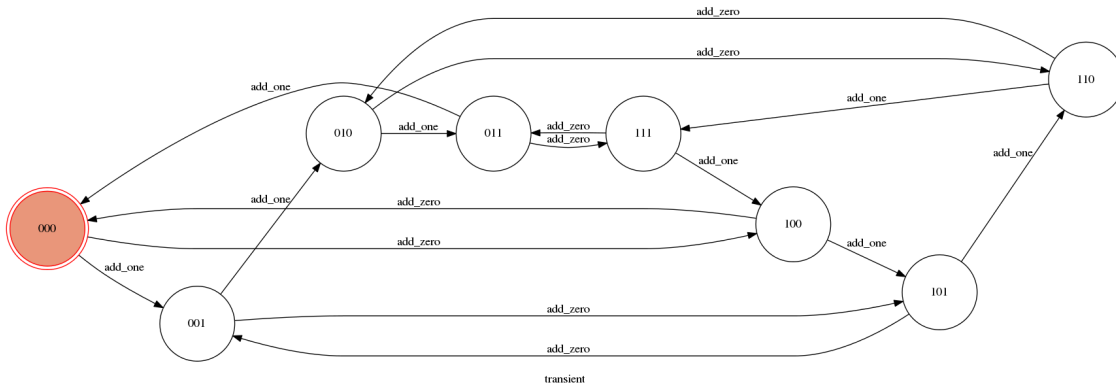 add_zero
110
add_zero
add_one
add_one
010
add_one
011
add_zero
add_zero
111
add_one
add_one
add_zero
000
add_zero
100
add_one
add_one
add_one
001
add_zero
101
add_zero
transient